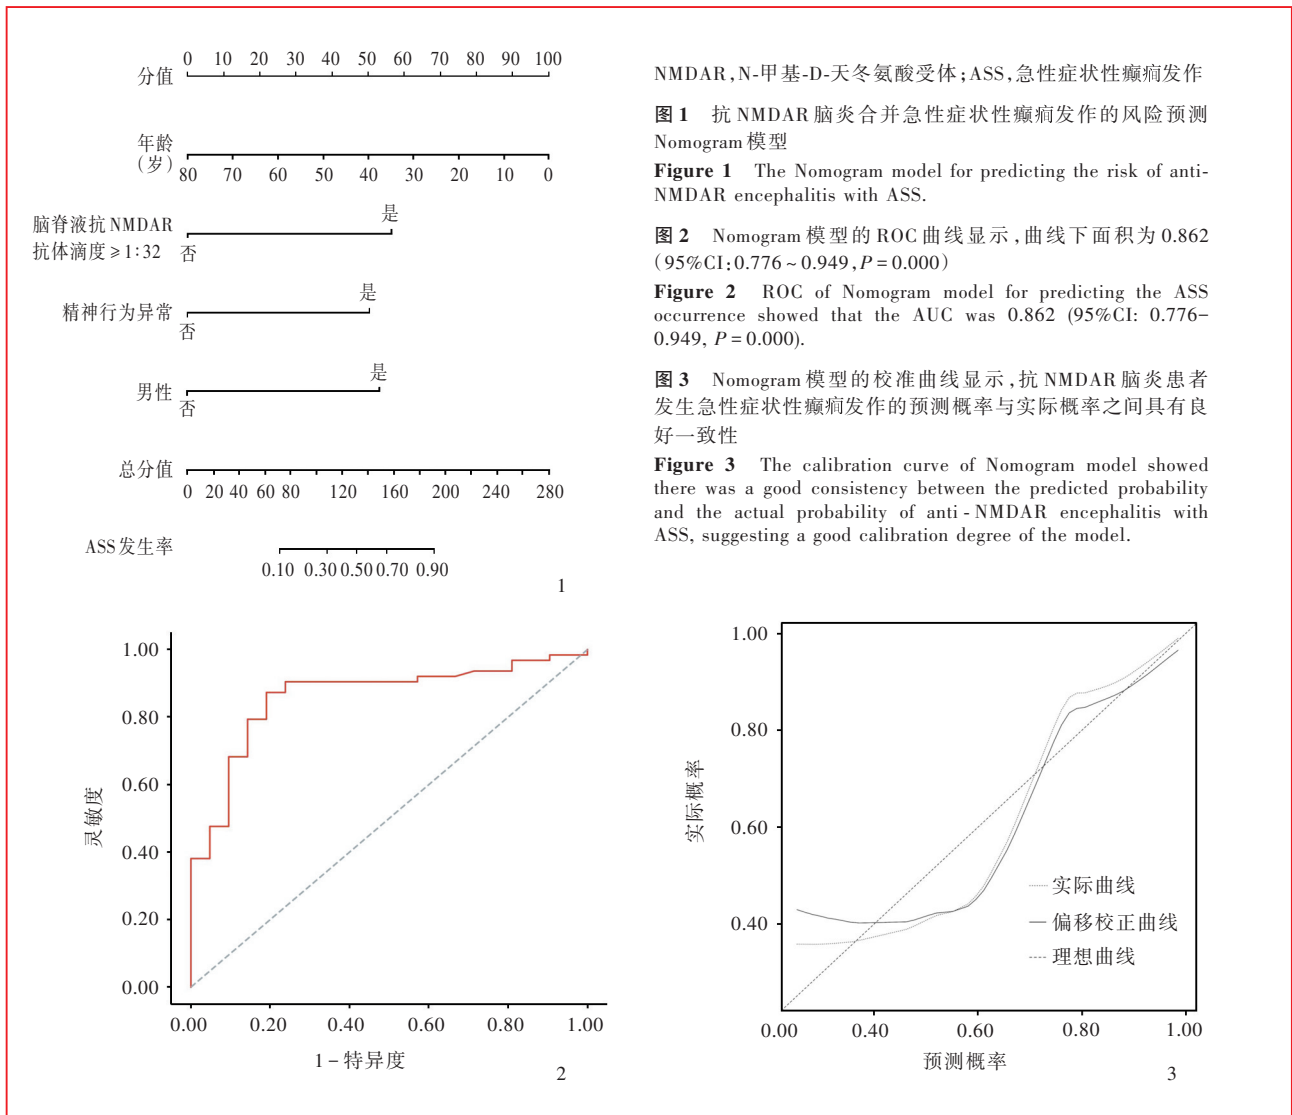 0 10 20 30 40 50 60 70 80 90 100
分值
年龄
(岁)
80 70 60 50 40 30 20 10 0
脑脊液抗NMDAR
抗体滴度≥1:32
否
是
精神行为异常
否
是
男性
否
是
总分值
0 20 40 60 80 120 160 200 240 280
ASS发生率
0.10 0.30 0.50 0.70 0.90
1
NMDAR,N-甲基-D-天冬氨酸受体;ASS,急性症状性癫痫发作
图1 抗NMDAR脑炎合并急性症状性癫痫发作的风险预测
Nomogram模型
Figure 1 The Nomogram model for predicting the risk of anti-
NMDAR encephalitis with ASS.
图2 Nomogram模型的ROC曲线显示,曲线下面积为0.862
(95%CI:0.776~0.949,P=0.000)
Figure 2 ROC of Nomogram model for predicting the ASS
occurrence showed that the AUC was 0.862 (95%CI: 0.776-
0.949, P=0.000).
图3 Nomogram模型的校准曲线显示,抗NMDAR脑炎患者
发生急性症状性癫痫发作的预测概率与实际概率之间具有良
好一致性
Figure 3 The calibration curve of Nomogram model showed
there was a good consistency between the predicted probability
and the actual probability of anti-NMDAR encephalitis with
ASS, suggesting a good calibration degree of the model.
1.00
0.80
0.60
0.40
0.20
0.00
灵敏度
0.00 0.20 0.40 0.60 0.80 1.00
1-特异度
2
1.00
0.80
0.60
0.40
实际概率
实际曲线
偏移校正曲线
理想曲线
0.00 0.40 0.60 0.80 1.00
预测概率
3